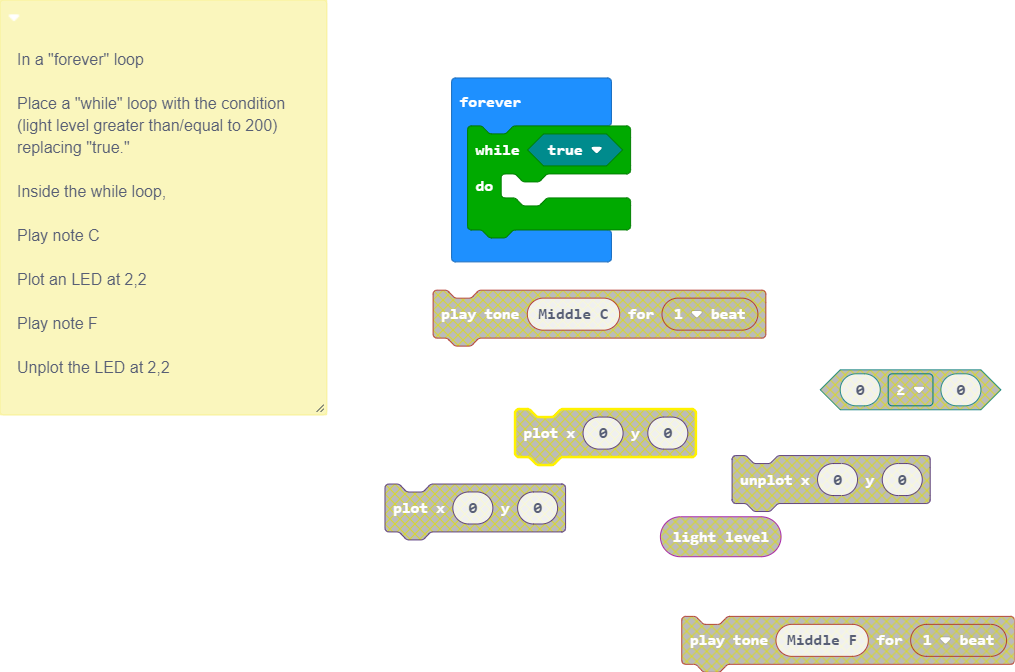 In a "forever" loop
Place a "while" loop with the condition
(light level greater than/equal to 200)
replacing "true."
Inside the while loop,
Play note C
Plot an LED at 2,2
Play note F
Unplot the LED at 2,2
forever
while true
do
play tone Middle C for 1 beat
0 ≥ 0
plot x 0 y 0
unplot x 0 y 0
plot x 0 y 0
light level
play tone Middle F for 1 beat